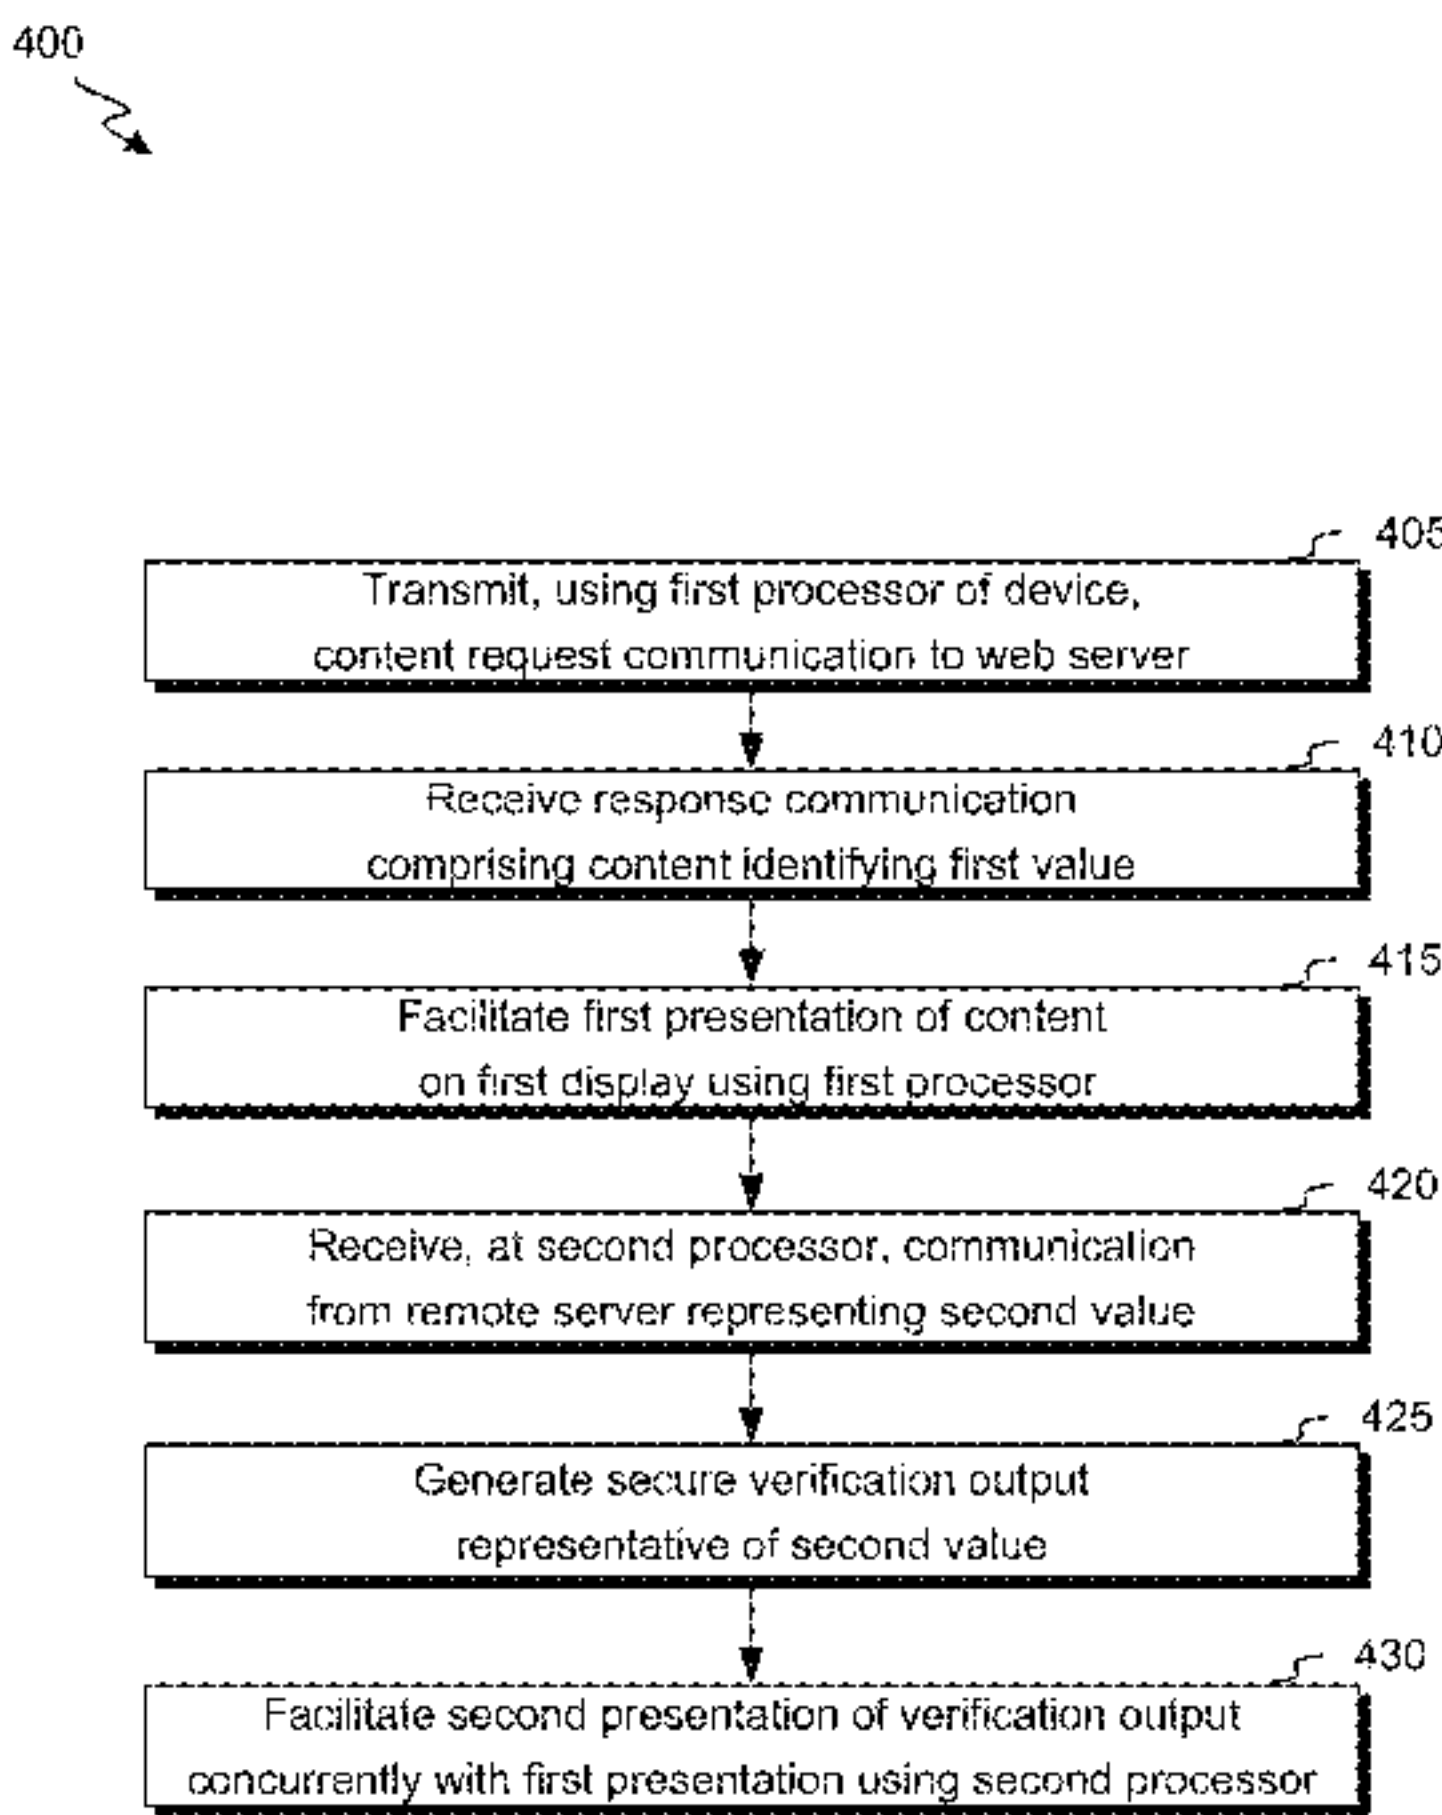 400
405
Transmit, using first processor of device,
content request communication to web server
410
Receive response communication
comprising content identifying first value
415
Facilitate first presentation of content
on first display using first processor
420
Receive, at second processor, communication
from remote server representing second value
425
Generate secure verification output
representative of second value
430
Facilitate second presentation of verification output
concurrently with first presentation using second processor